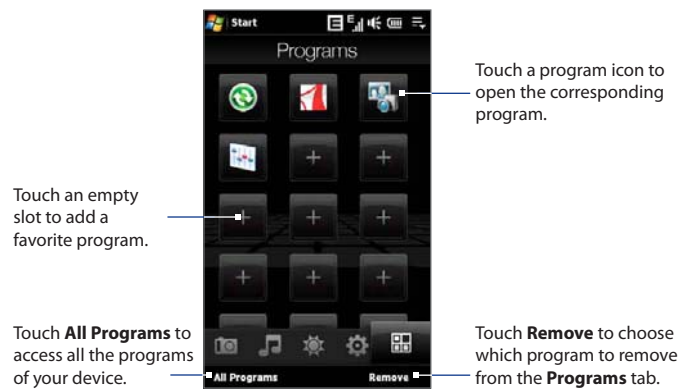 Start
E
Programs
Touch a program icon to
open the corresponding
program.
Touch an empty
slot to add a
favorite program.
Touch All Programs to
access all the programs
of your device.
All Programs
Remove
Touch Remove to choose
which program to remove
from the Programs tab.